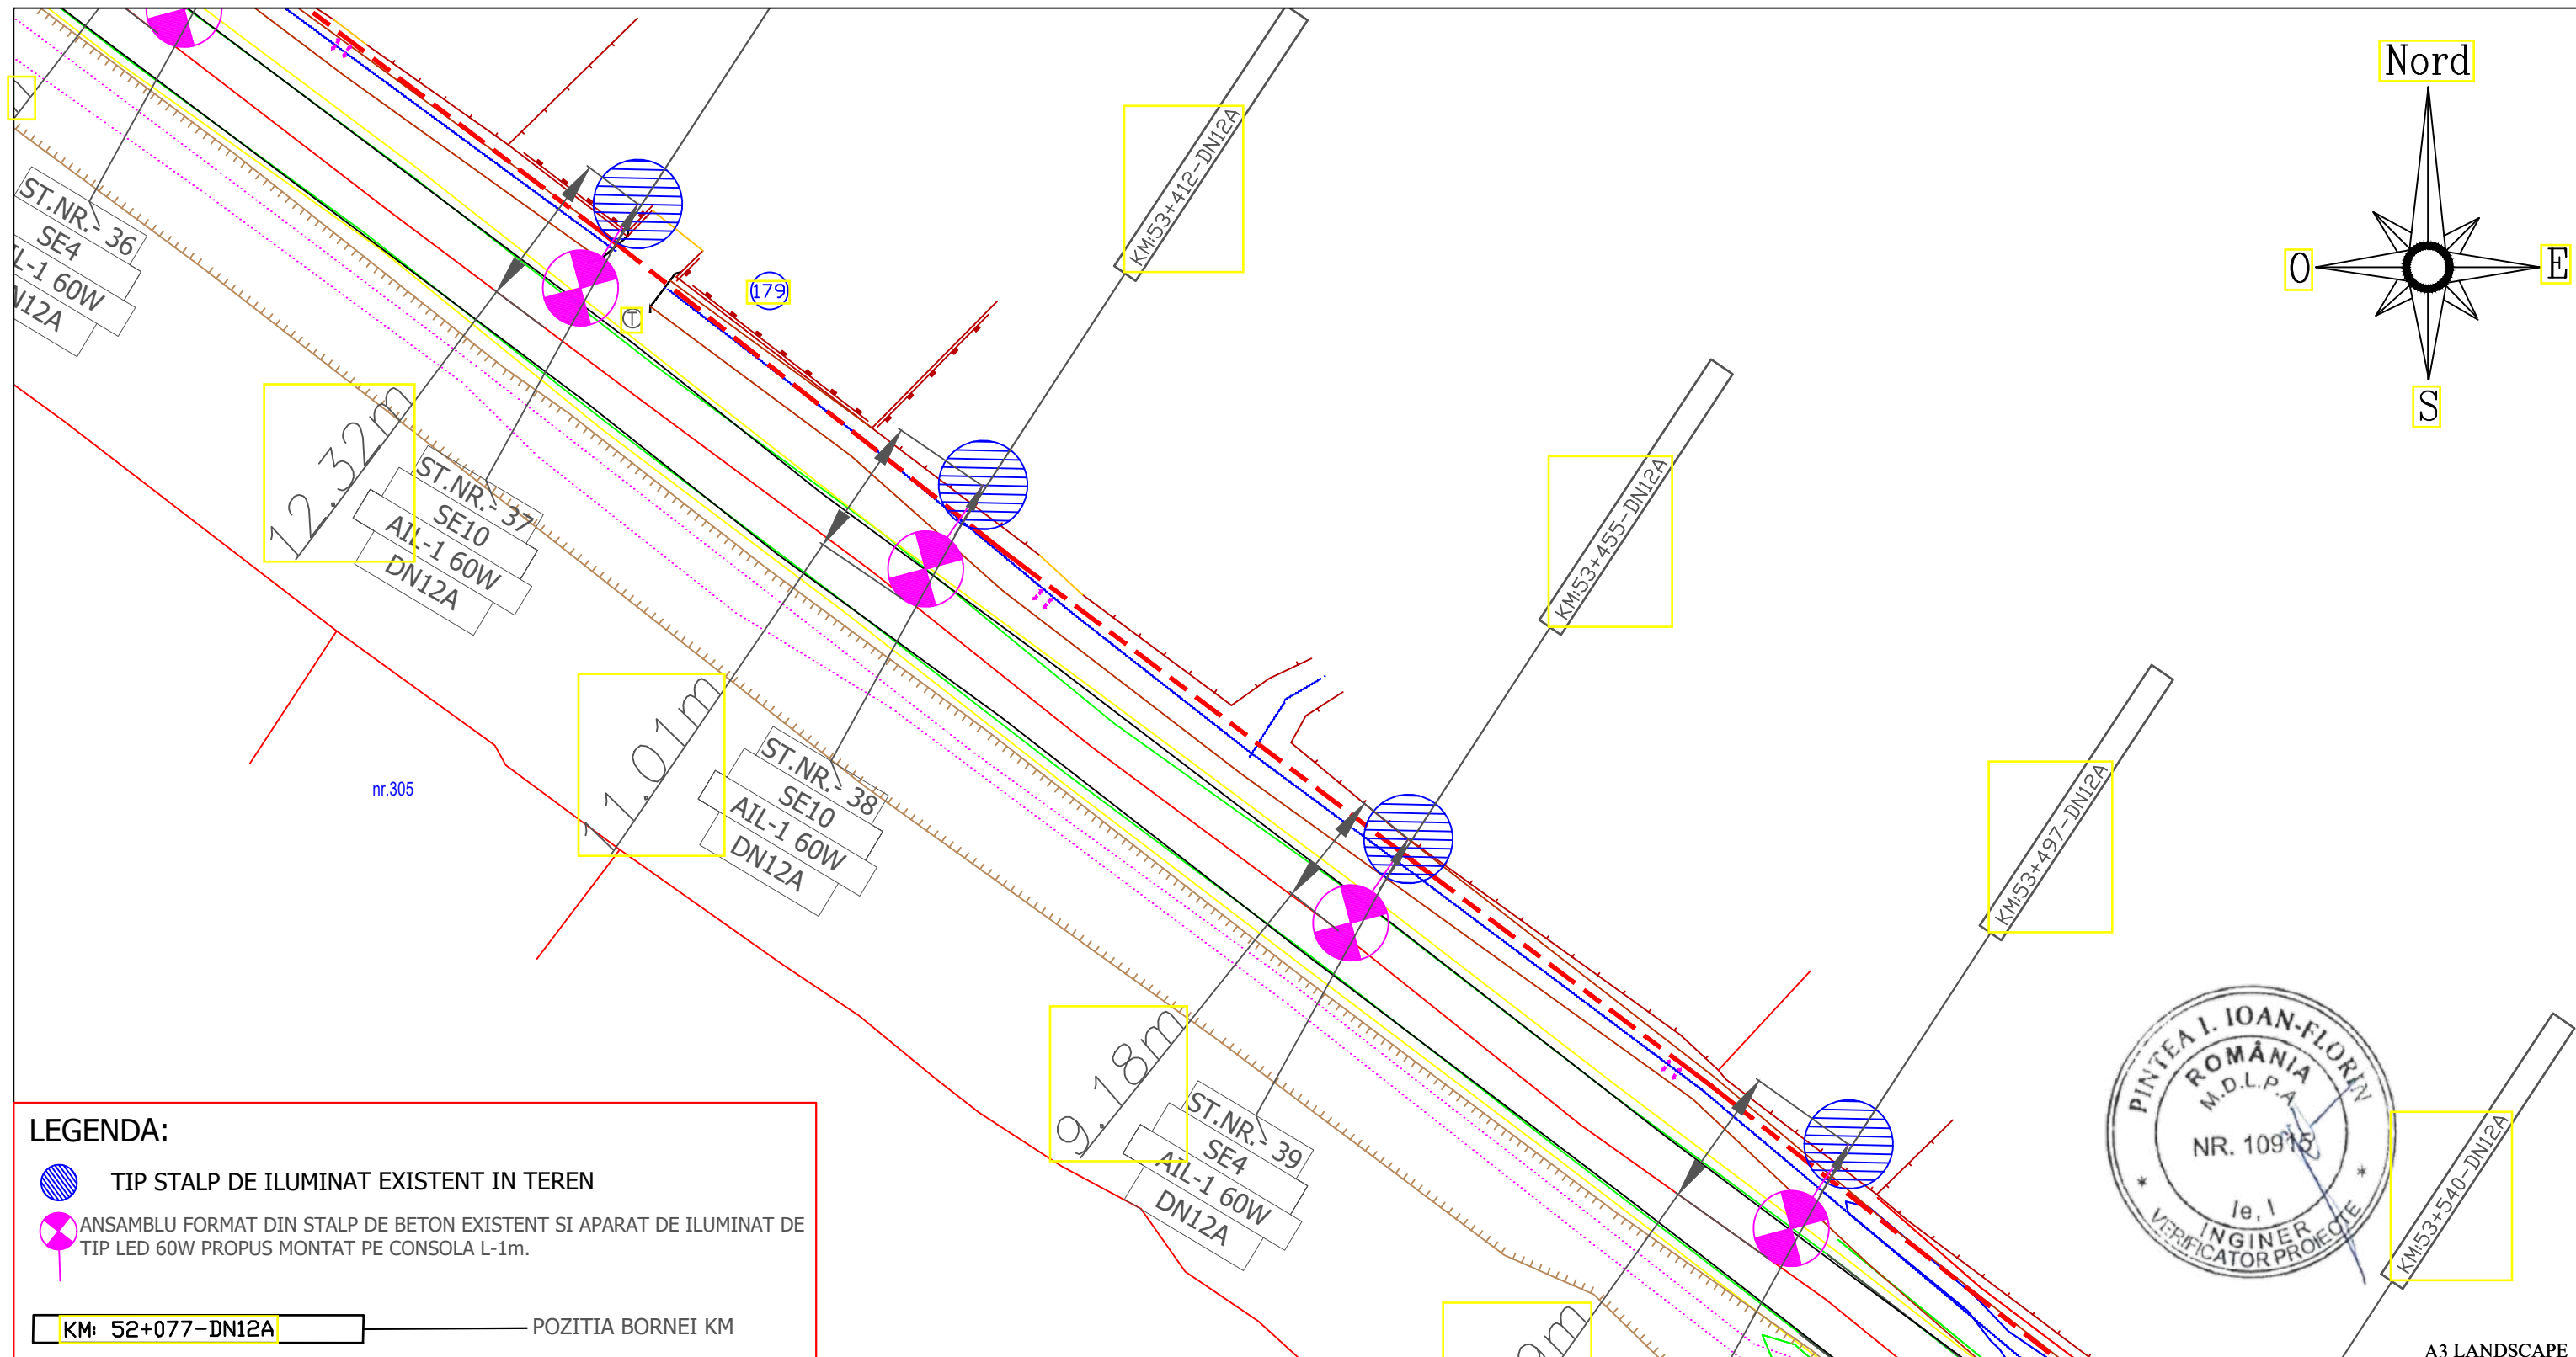 Nord
O
E
S
KM:53+412-DN12A
KM:53+455-DN12A
KM:53+497-DN12A
KM:53+540-DN12A
ST.NR.- 36
SE4
60W
12A
179
T
12.32m
ST.NR.- 37
SE10
AIL-1 60W
DN12A
11.01m
ST.NR.- 38
SE10
AIL-1 60W
DN12A
nr.305
9.18m
ST.NR.- 39
SE4
AIL-1 60W
DN12A
9m
PINTEA I. IOAN-FLORIN
ROMÂNIA
M.D.L.P.A.
NR. 10915
Ie, I
INGINER
VERIFICATOR PROIECTE
LEGENDA:
TIP STALP DE ILUMINAT EXISTENT IN TEREN
ANSAMBLU FORMAT DIN STALP DE BETON EXISTENT SI APARAT DE ILUMINAT DE
TIP LED 60W PROPUS MONTAT PE CONSOLA L-1m.
KM: 52+077-DN12A
POZITIA BORNEI KM
A3 LANDSCAPE